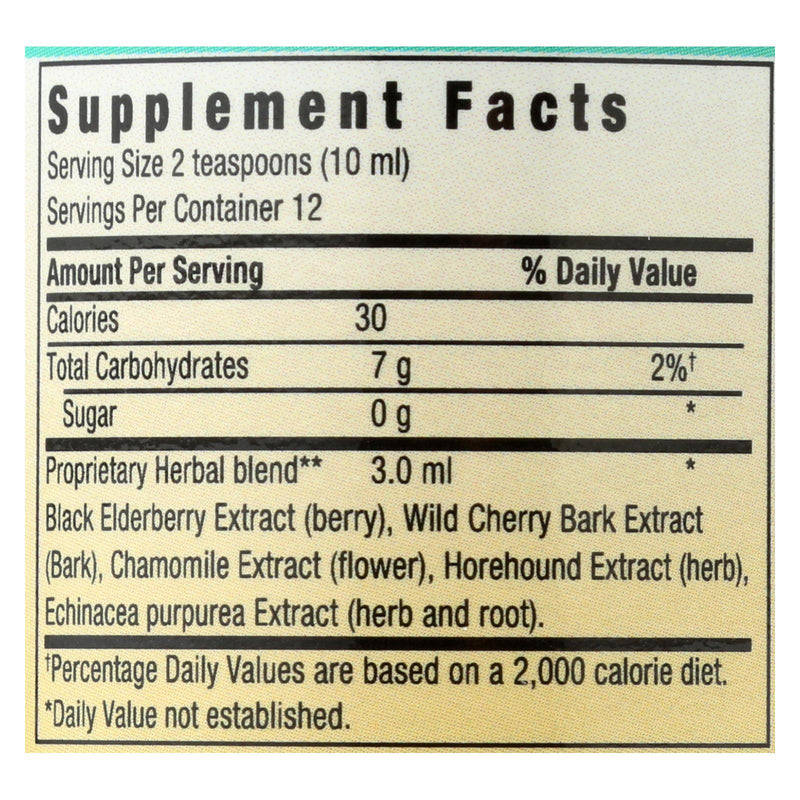 Supplement Facts
Serving Size 2 teaspoons (10 ml)
Servings Per Container 12
Amount Per Serving % Daily Value
Calories 30
Total Carbohydrates 7 g 2%†
Sugar 0 g *
Proprietary Herbal blend** 3.0 ml *
Black Elderberry Extract (berry), Wild Cherry Bark Extract
(Bark), Chamomile Extract (flower), Horehound Extract (herb),
Echinacea purpurea Extract (herb and root).
†Percentage Daily Values are based on a 2,000 calorie diet.
*Daily Value not established.